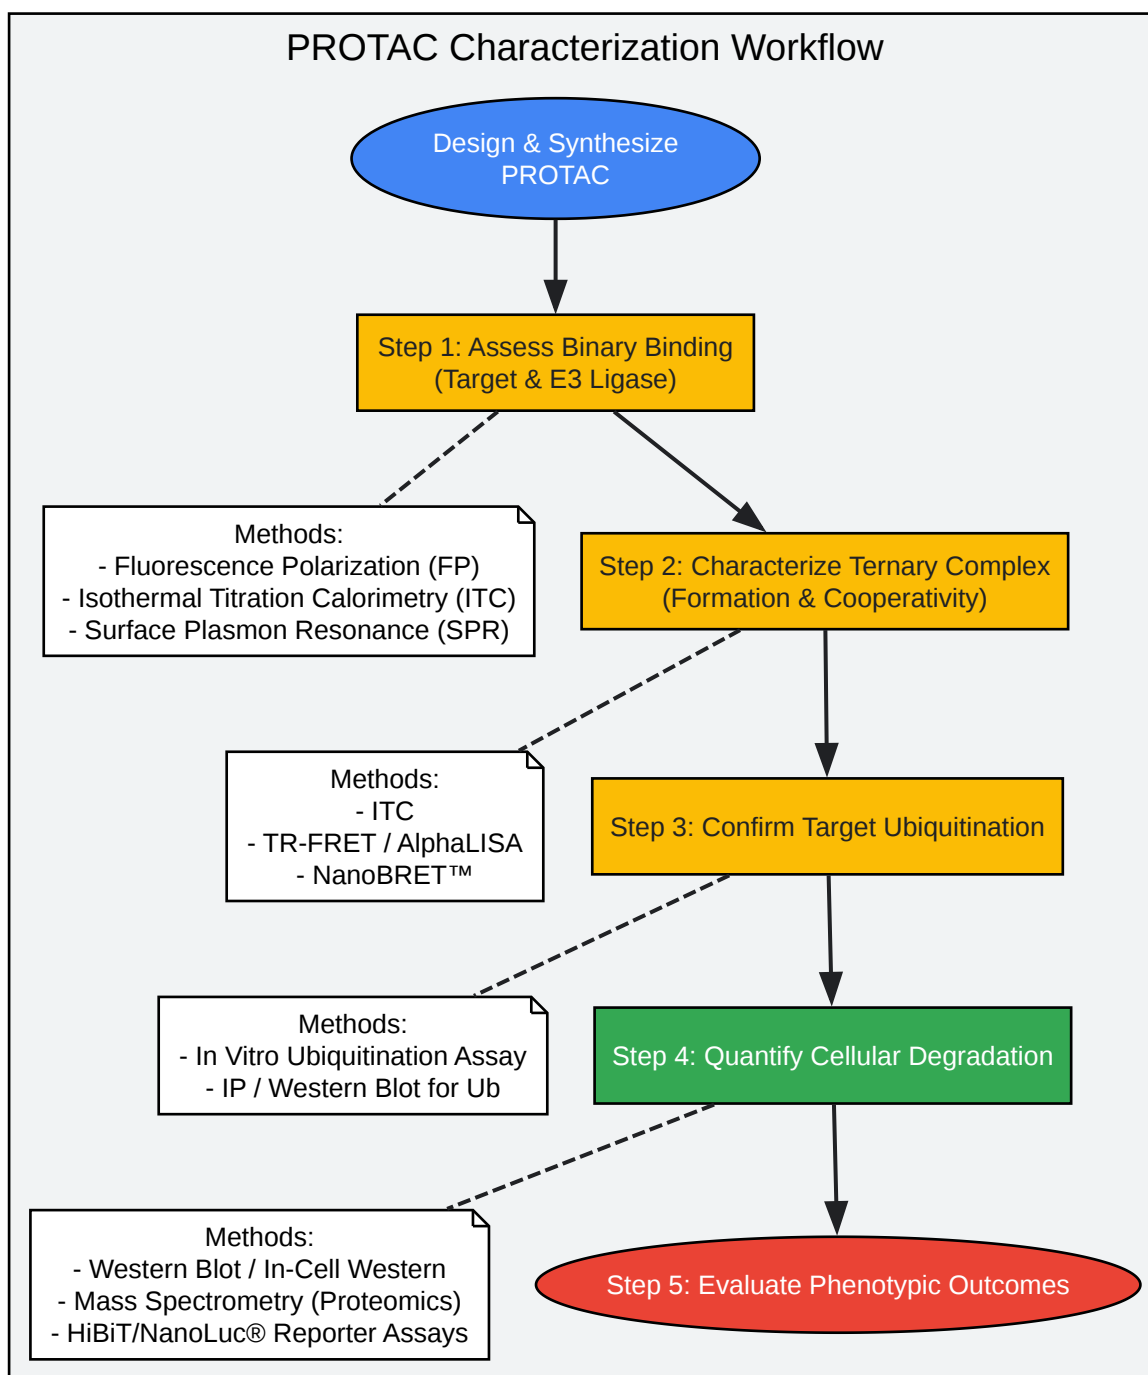 PROTAC Characterization Workflow
Design & Synthesize
PROTAC
Step 1: Assess Binary Binding
(Target & E3 Ligase)
Methods:
- Fluorescence Polarization (FP)
- Isothermal Titration Calorimetry (ITC)
- Surface Plasmon Resonance (SPR)
Step 2: Characterize Ternary Complex
(Formation & Cooperativity)
Methods:
- ITC
- TR-FRET / AlphaLISA
- NanoBRET™
Step 3: Confirm Target Ubiquitination
Methods:
- In Vitro Ubiquitination Assay
- IP / Western Blot for Ub
Step 4: Quantify Cellular Degradation
Methods:
- Western Blot / In-Cell Western
- Mass Spectrometry (Proteomics)
- HiBiT/NanoLuc® Reporter Assays
Step 5: Evaluate Phenotypic Outcomes